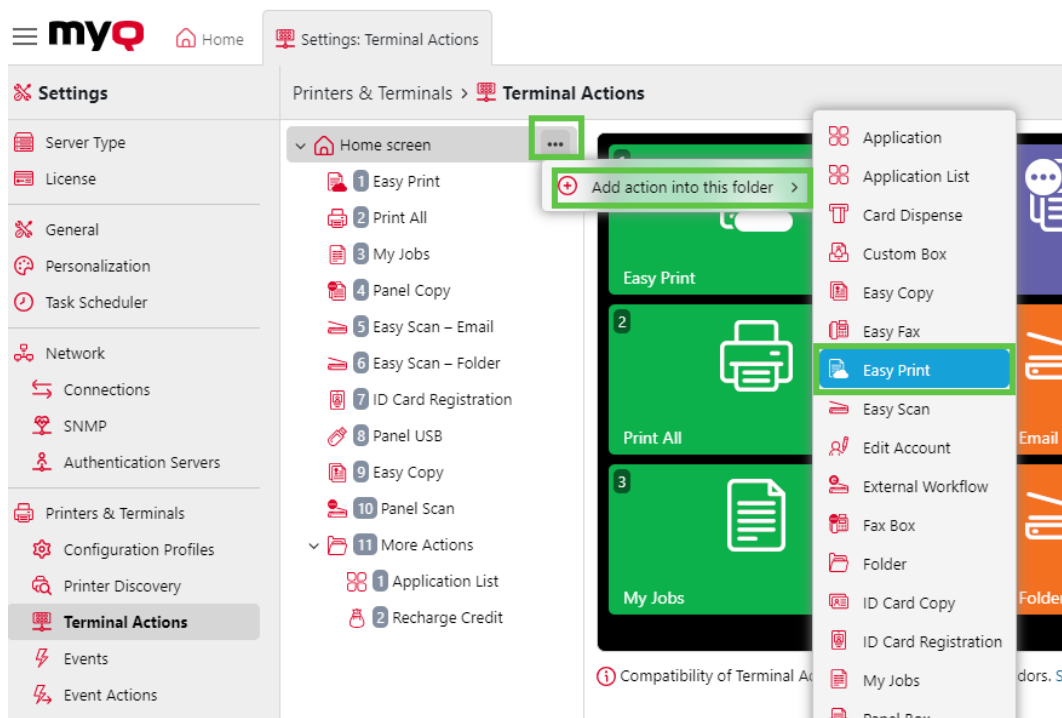 myQ
Home
Settings: Terminal Actions
Settings
Printers & Terminals > Terminal Actions
Server Type
License
General
Personalization
Task Scheduler
Network
Connections
SNMP
Authentication Servers
Printers & Terminals
Configuration Profiles
Printer Discovery
Terminal Actions
Events
Event Actions
Home screen
1 Easy Print
2 Print All
3 My Jobs
4 Panel Copy
5 Easy Scan – Email
6 Easy Scan – Folder
7 ID Card Registration
8 Panel USB
9 Easy Copy
10 Panel Scan
11 More Actions
1 Application List
2 Recharge Credit
Add action into this folder
Easy Print
2
Print All
3
My Jobs
Application
Application List
Card Dispense
Custom Box
Easy Copy
Easy Fax
Easy Print
Easy Scan
Edit Account
External Workflow
Fax Box
Folder
ID Card Copy
ID Card Registration
My Jobs
Panel Box
Email
Folder
Compatibility of Terminal Ac
dors. S